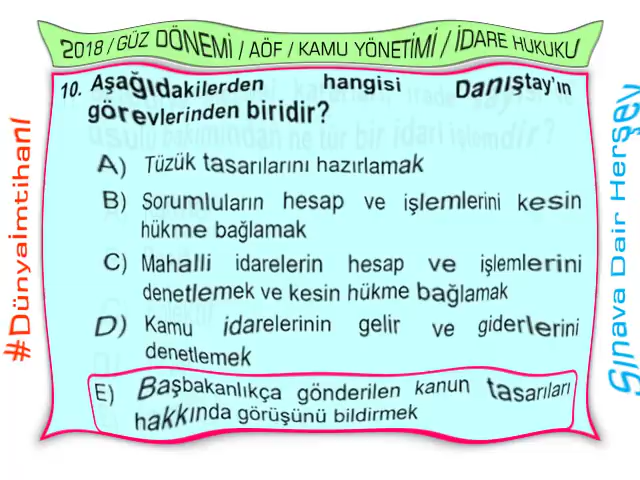 2018 / GÜZ DÖNEMİ / AÖF / KAMU YÖNETİMİ / İDARE HUKUKU
10. Aşağıdakilerden hangisi Danıştay'ın
görevlerinden biridir?
A) Tüzük tasarılarını hazırlamak
B) Sorumluların hesap ve işlemlerini kesin
hükme bağlamak
C) Mahalli idarelerin hesap ve işlemlerini
denetlemek ve kesin hükme bağlamak
D) Kamu idarelerinin gelir ve giderlerini
denetlemek
E) Başbakanlıkça gönderilen kanun tasarıları
hakkında görüşünü bildirmek
#Dünyaimtihanı
Sınava Dair Herşey